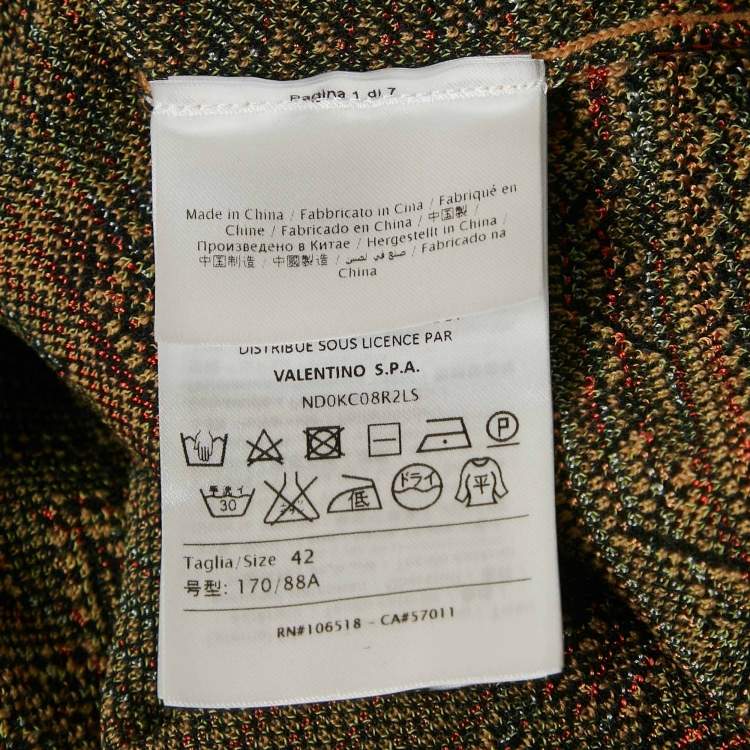 Pagina 1 di 7
Made in China / Fabbricato in Cina / Fabriqué en
Chine / Fabricado en China / 中国製 /
Произведено в Китае / Hergestellt in China /
中国制造 / 中國製造 / صنع في الصين / Fabricado na
China
DISTRIBUE SOUS LICENCE PAR
VALENTINO S.P.A.
ND0KC08R2LS
P
手洗イ 30 低 ドライ 平
Taglia/Size 42
号型: 170/88A
RN#106518 - CA#57011